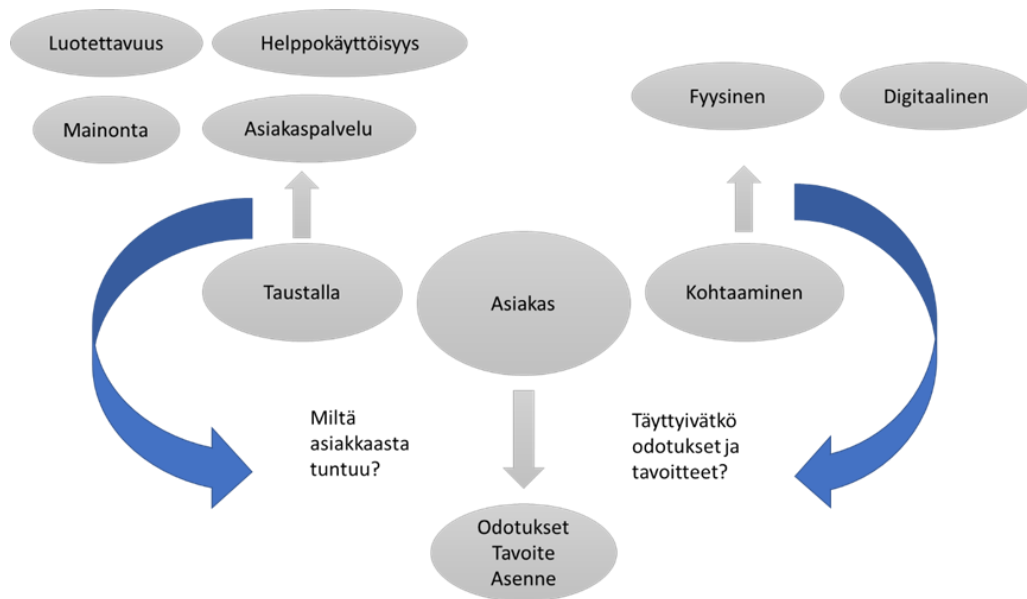 Luotettavuus
Helppokäyttöisyys
Mainonta
Asiakaspalvelu
Fyysinen
Digitaalinen
Taustalla
Asiakas
Kohtaaminen
Miltä
asiakkaasta
tuntuu?
Täyttyivätkö
odotukset ja
tavoitteet?
Odotukset
Tavoite
Asenne